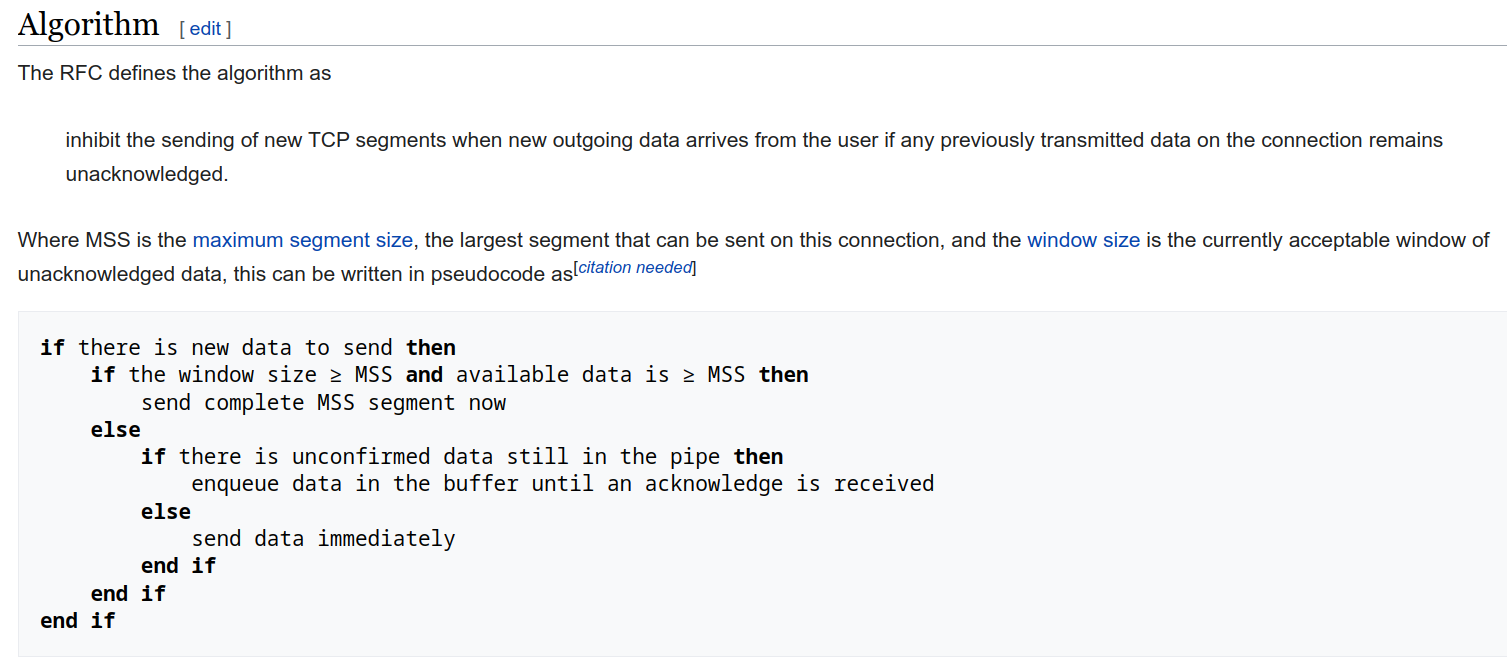 Algorithm [ edit ]
The RFC defines the algorithm as
inhibit the sending of new TCP segments when new outgoing data arrives from the user if any previously transmitted data on the connection remains
unacknowledged.
Where MSS is the maximum segment size, the largest segment that can be sent on this connection, and the window size is the currently acceptable window of
unacknowledged data, this can be written in pseudocode as[citation needed]
if there is new data to send then
    if the window size ≥ MSS and available data is ≥ MSS then
        send complete MSS segment now
    else
        if there is unconfirmed data still in the pipe then
            enqueue data in the buffer until an acknowledge is received
        else
            send data immediately
        end if
    end if
end if